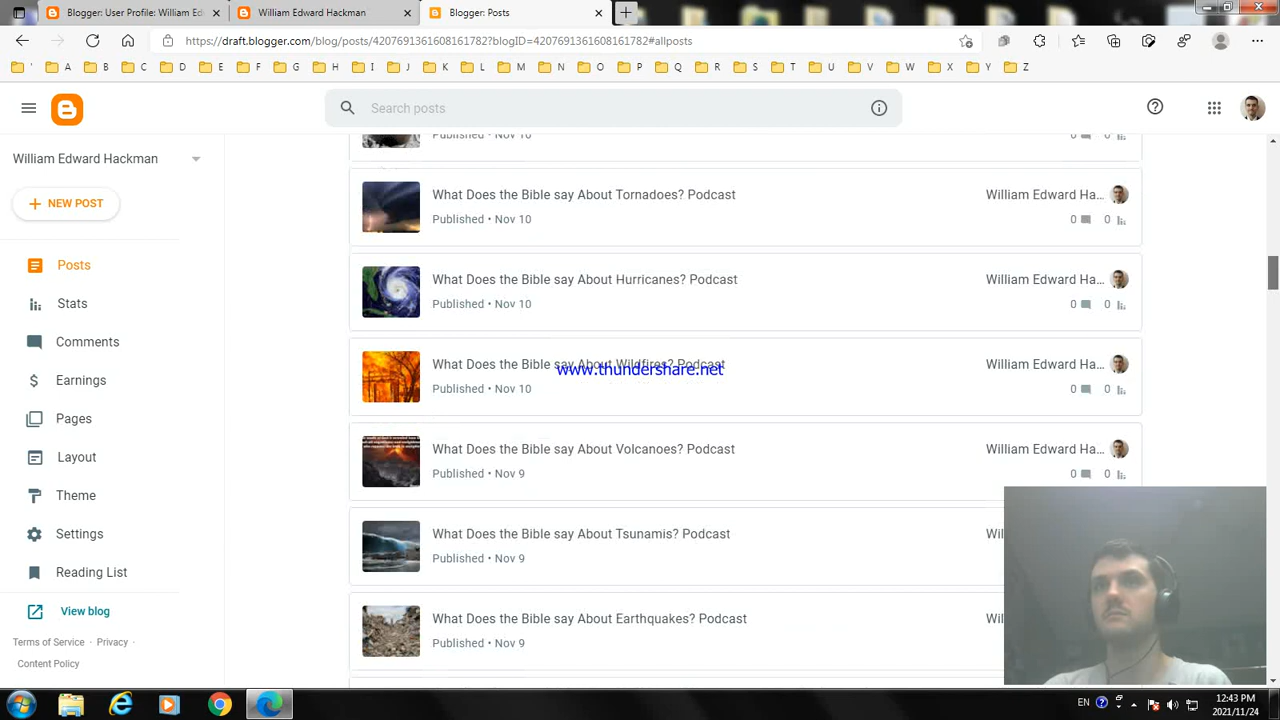 Blogger: User Profile: William Ed
William Edward Hackman
Blogger: Posts
https://draft.blogger.com/blog/posts/4207691361608161782?blogID=4207691361608161782#allposts
' A B C D E F G H I J K L M N O P Q R S T U V W X Y Z
Search posts
William Edward Hackman
NEW POST
Posts
Stats
Comments
Earnings
Pages
Layout
Theme
Settings
Reading List
View blog
Terms of Service · Privacy ·
Content Policy
Published • Nov 10 0 0
What Does the Bible say About Tornadoes? Podcast William Edward Ha...
Published • Nov 10 0 0
What Does the Bible say About Hurricanes? Podcast William Edward Ha...
Published • Nov 10 0 0
What Does the Bible say About Wildfires? Podcast William Edward Ha...
www.thundershare.net
Published • Nov 10 0 0
What Does the Bible say About Volcanoes? Podcast William Edward Ha...
Published • Nov 9 0 0
What Does the Bible say About Tsunamis? Podcast Wil
Published • Nov 9
What Does the Bible say About Earthquakes? Podcast Wil
Published • Nov 9
EN 12:43 PM
2021/11/24